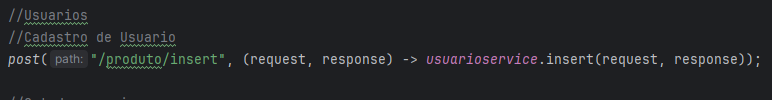 //Usuarios
//Cadastro de Usuario
post( path: "/produto/insert", (request, response) -> usuarioservice.insert(request, response));